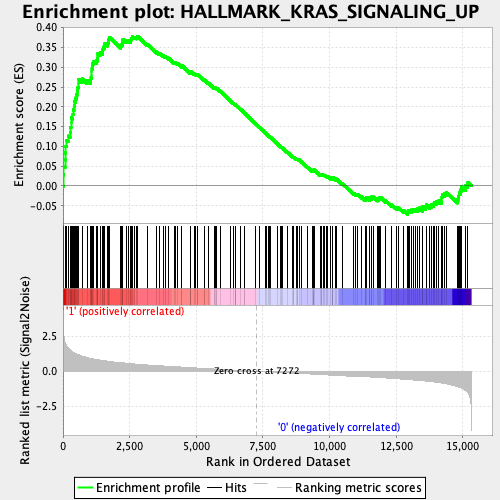 Enrichment plot: HALLMARK_KRAS_SIGNALING_UP
Enrichment score (ES)
0.40
0.35
0.30
0.25
0.20
0.15
0.10
0.05
0.00
-0.05
'1' (positively correlated)
Ranked list metric (Signal2Noise)
2.5
0.0
-2.5
Zero cross at 7272
'0' (negatively correlated)
0 2,500 5,000 7,500 10,000 12,500 15,000
Rank in Ordered Dataset
Enrichment profile Hits Ranking metric scores